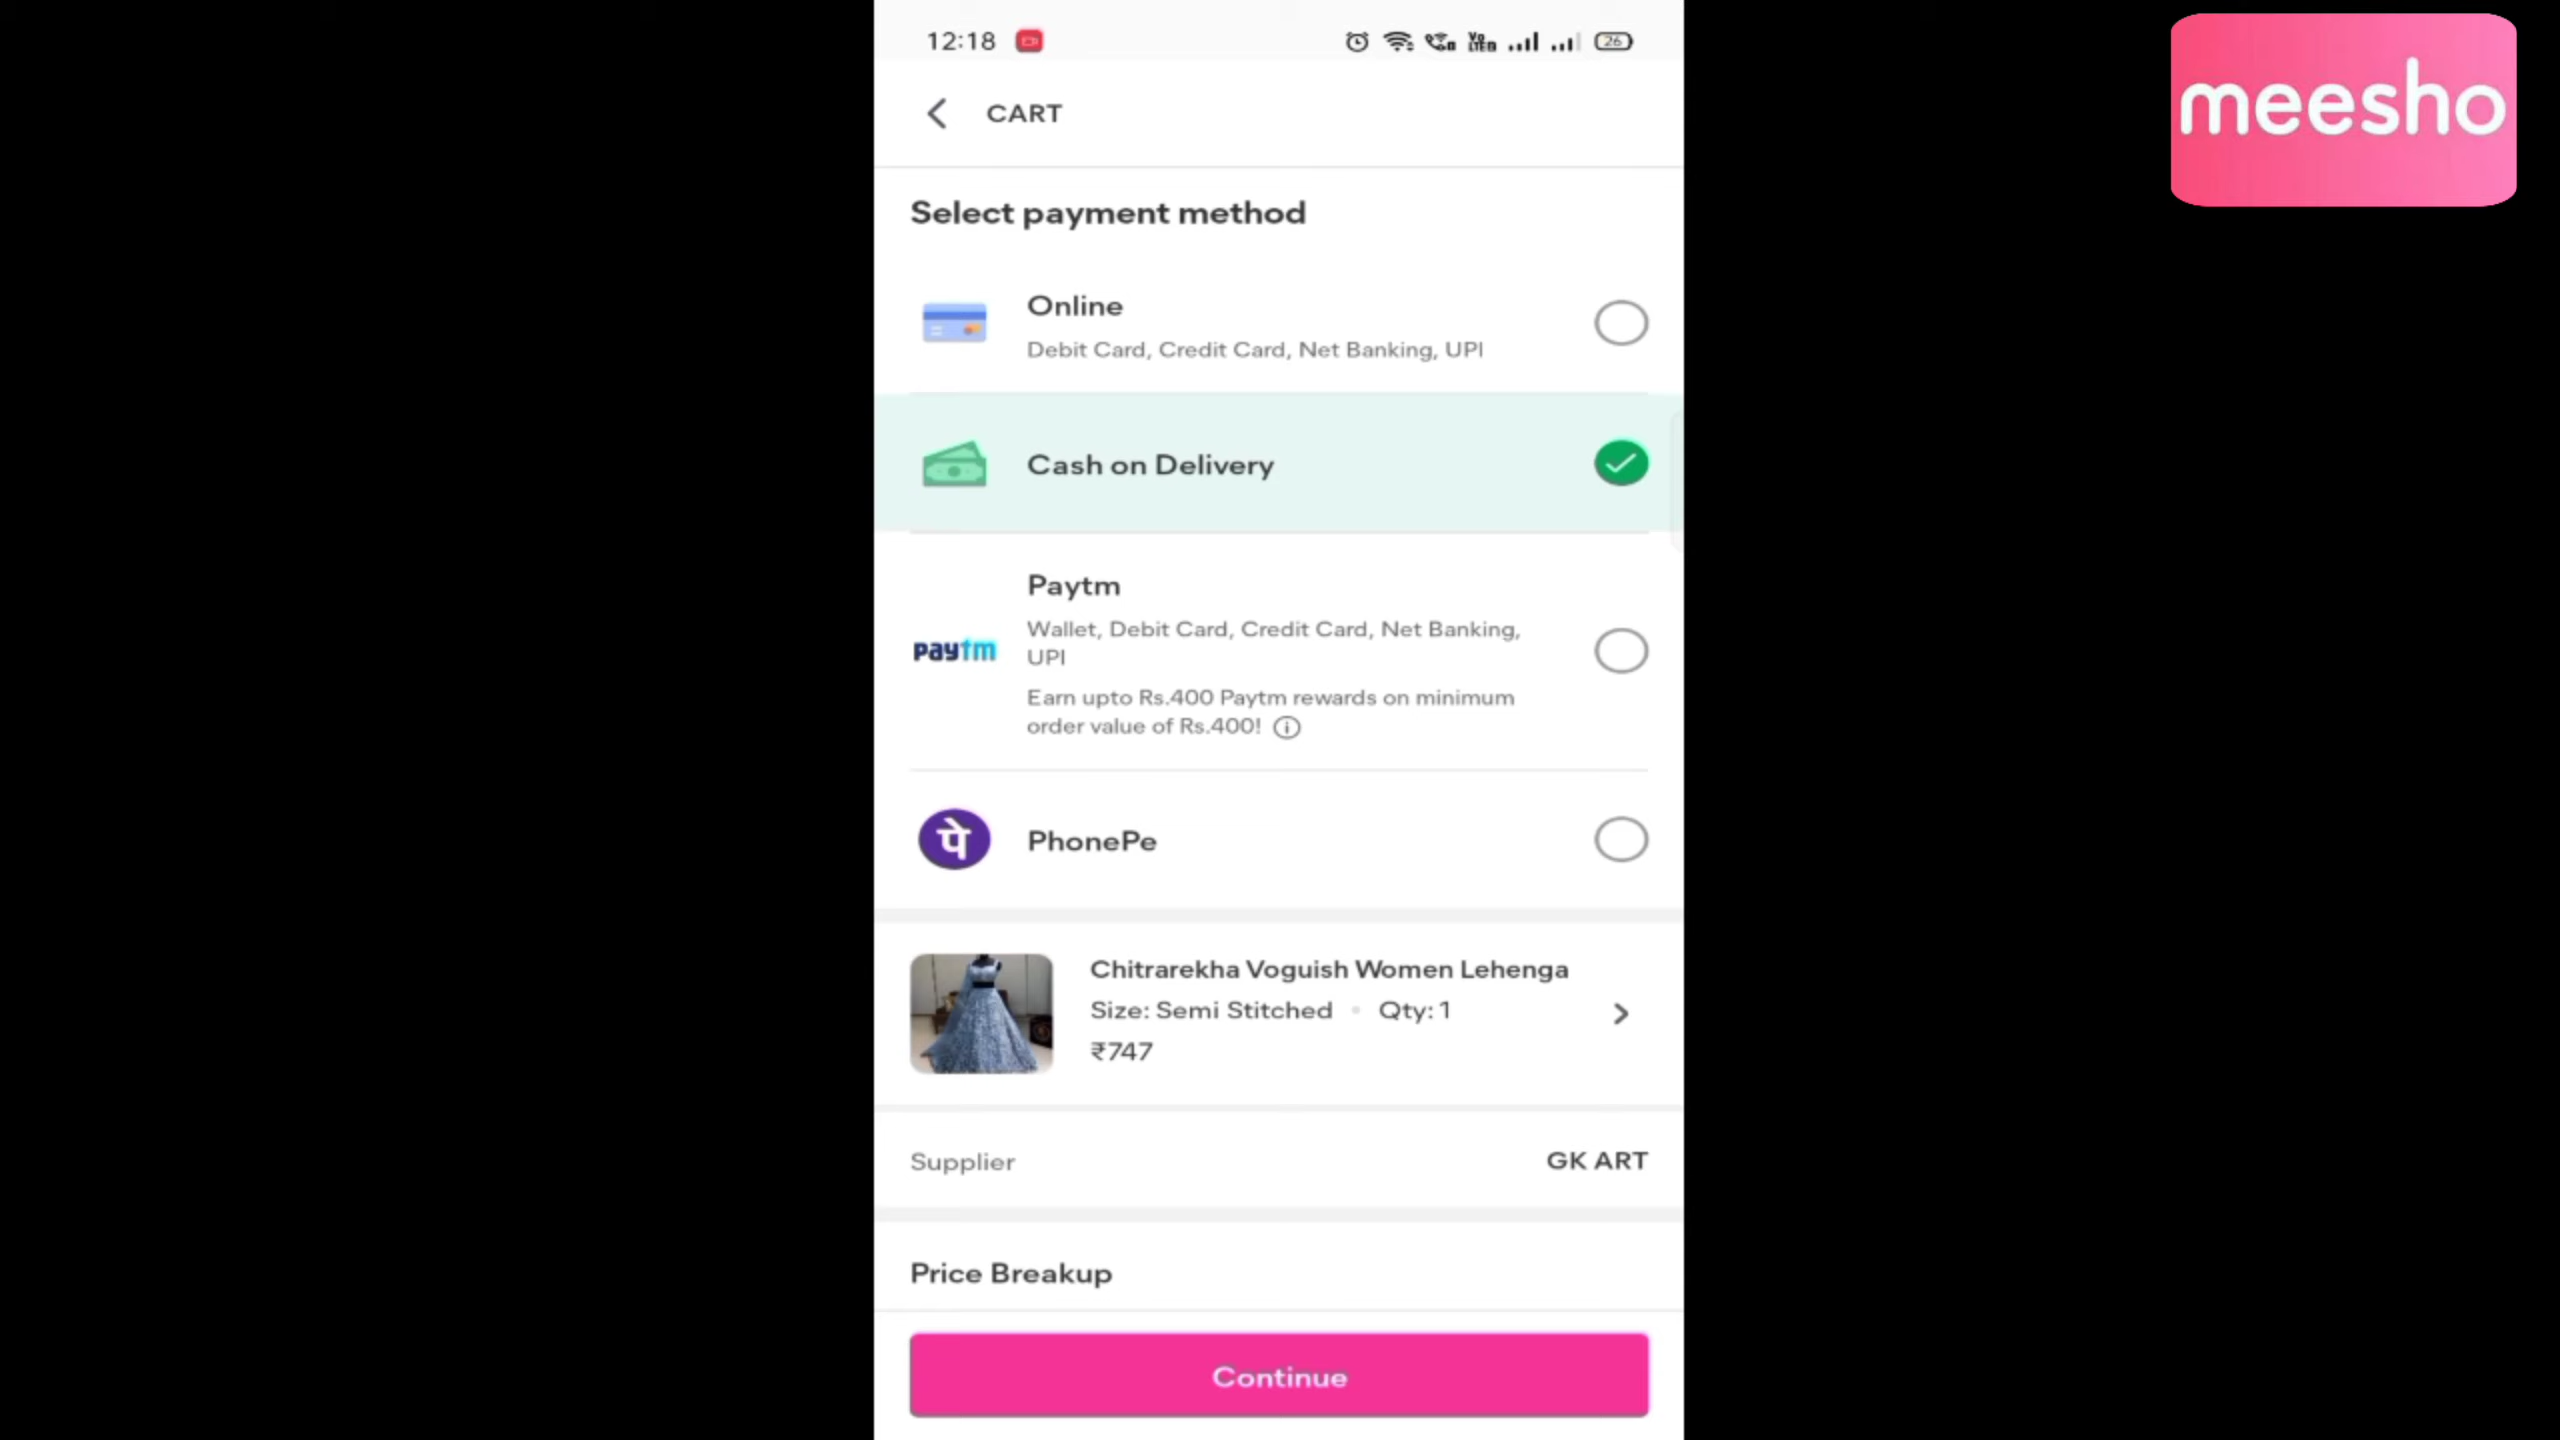 12:18
26
meesho
CART
Select payment method
Online
Debit Card, Credit Card, Net Banking, UPI
Cash on Delivery
Paytm
paytm
Wallet, Debit Card, Credit Card, Net Banking,
UPI
Earn upto Rs.400 Paytm rewards on minimum
order value of Rs.400!
पे
PhonePe
Chitrarekha Voguish Women Lehenga
Size: Semi Stitched • Qty: 1
₹747
Supplier GK ART
Price Breakup
Continue